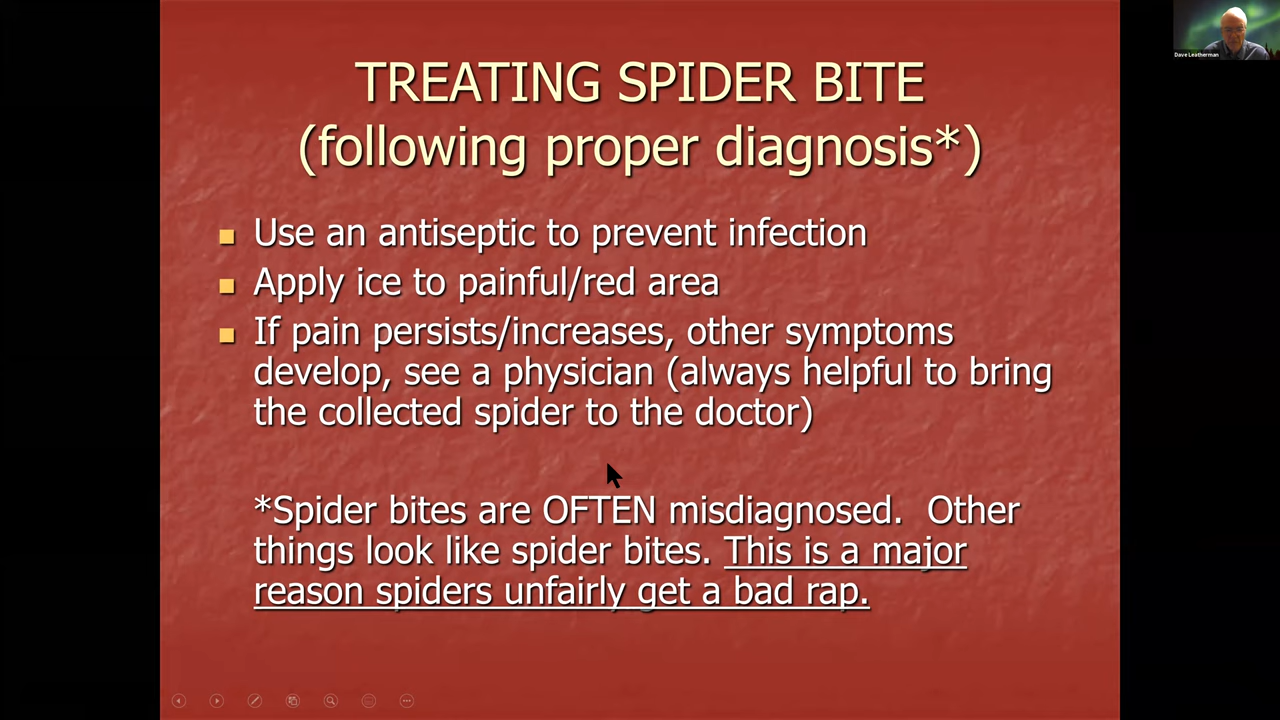 Dave Leatherman
TREATING SPIDER BITE
(following proper diagnosis*)
Use an antiseptic to prevent infection
Apply ice to painful/red area
If pain persists/increases, other symptoms
develop, see a physician (always helpful to bring
the collected spider to the doctor)
*Spider bites are OFTEN misdiagnosed.  Other
things look like spider bites. This is a major
reason spiders unfairly get a bad rap.